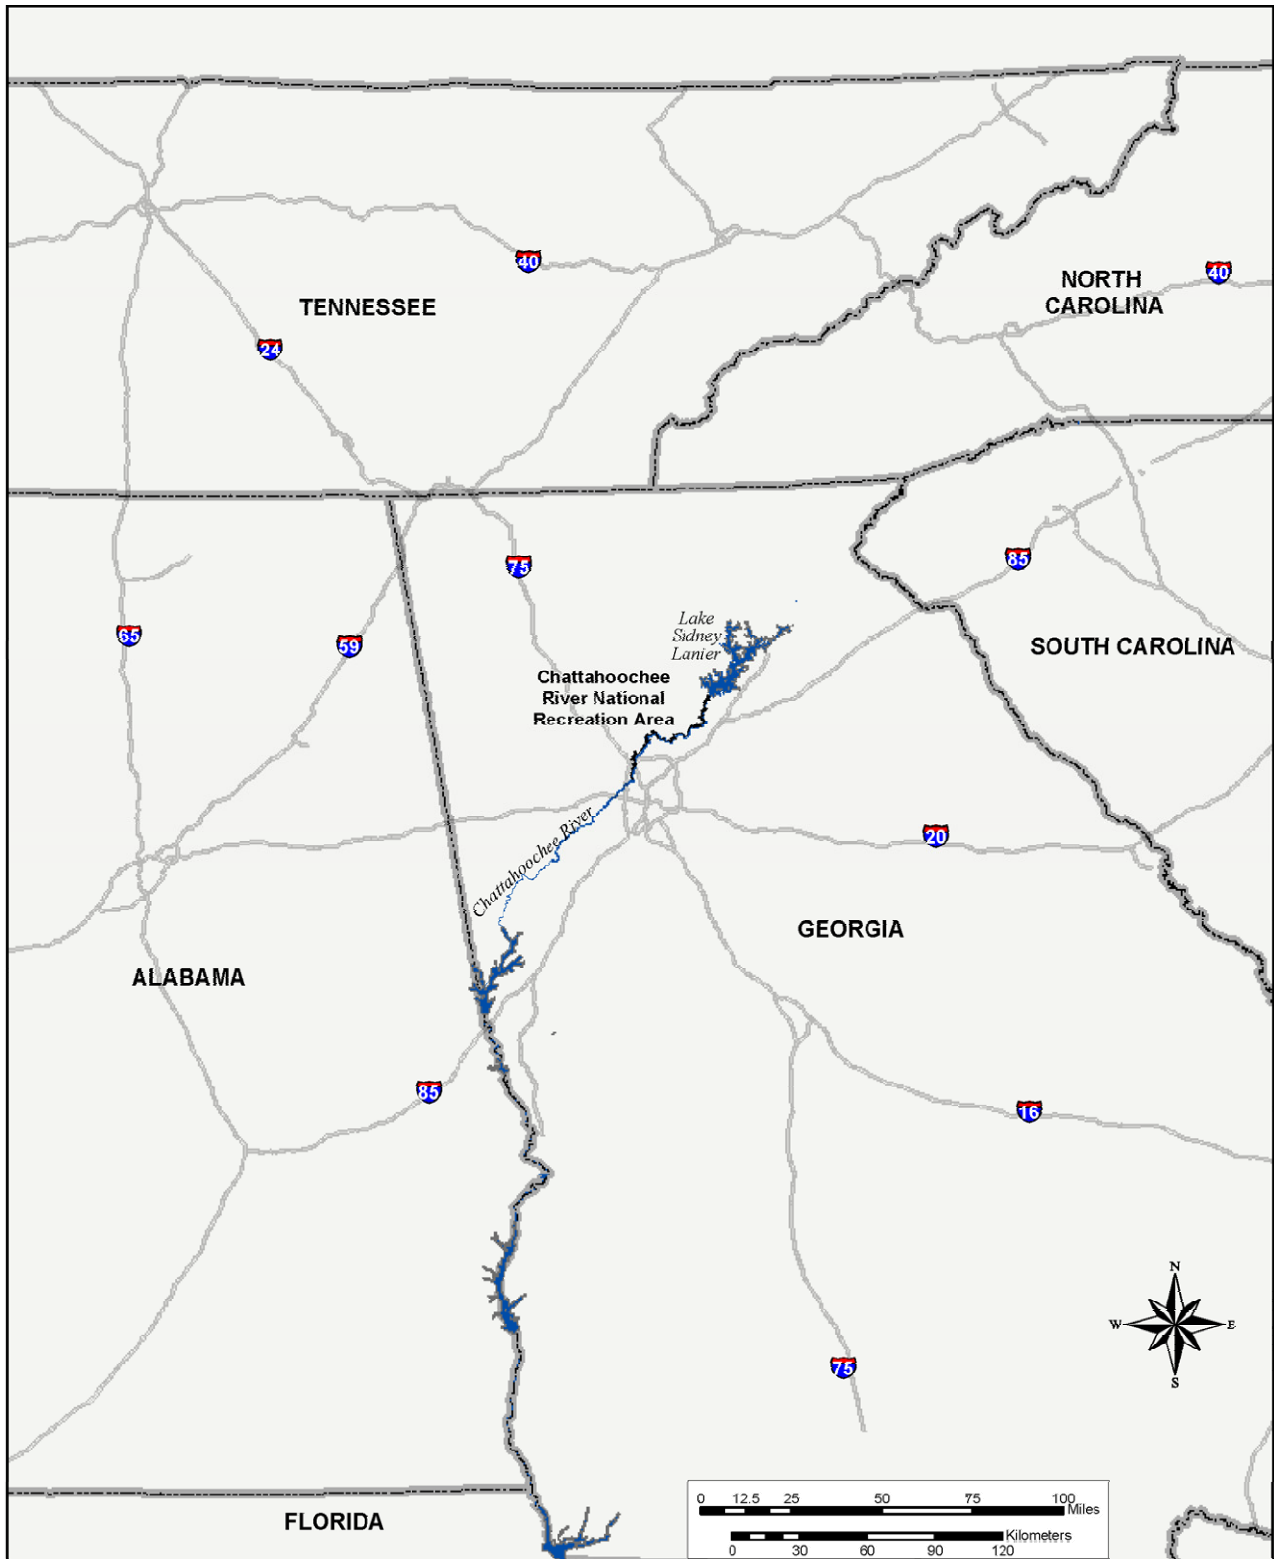 40
TENNESSEE
NORTH
CAROLINA
40
24
75
85
65
59
Lake
Sidney
Lanier
SOUTH CAROLINA
Chattahoochee
River National
Recreation Area
Chattahoochee River
20
GEORGIA
ALABAMA
85
16
N
W
E
S
75
0 12.5 25 50 75 100
Miles
Kilometers
0 30 60 90 120
FLORIDA